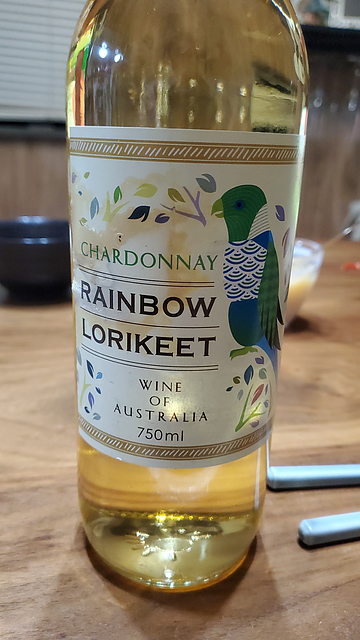 CHARDONNAY
RAINBOW
LORIKEET
WINE
OF
AUSTRALIA
750ml